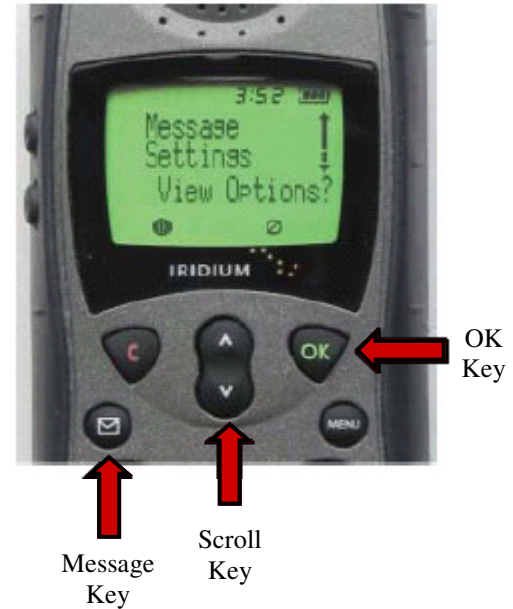 3:52
Message
Settings
View Options?
IRIDIUM
C
OK
MENU
OK
Key
Scroll
Key
Message
Key